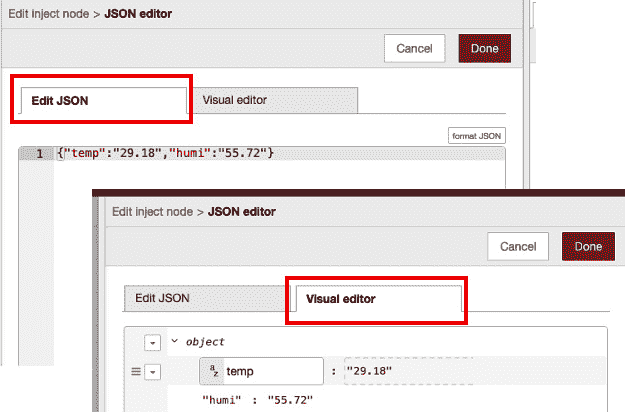 Edit inject node > JSON editor
Cancel
Done
Edit JSON
Visual editor
format JSON
1 {"temp":"29.18","humi":"55.72"}
Edit inject node > JSON editor
Cancel
Done
Edit JSON
Visual editor
object
az temp : "29.18"
"humi" : "55.72"